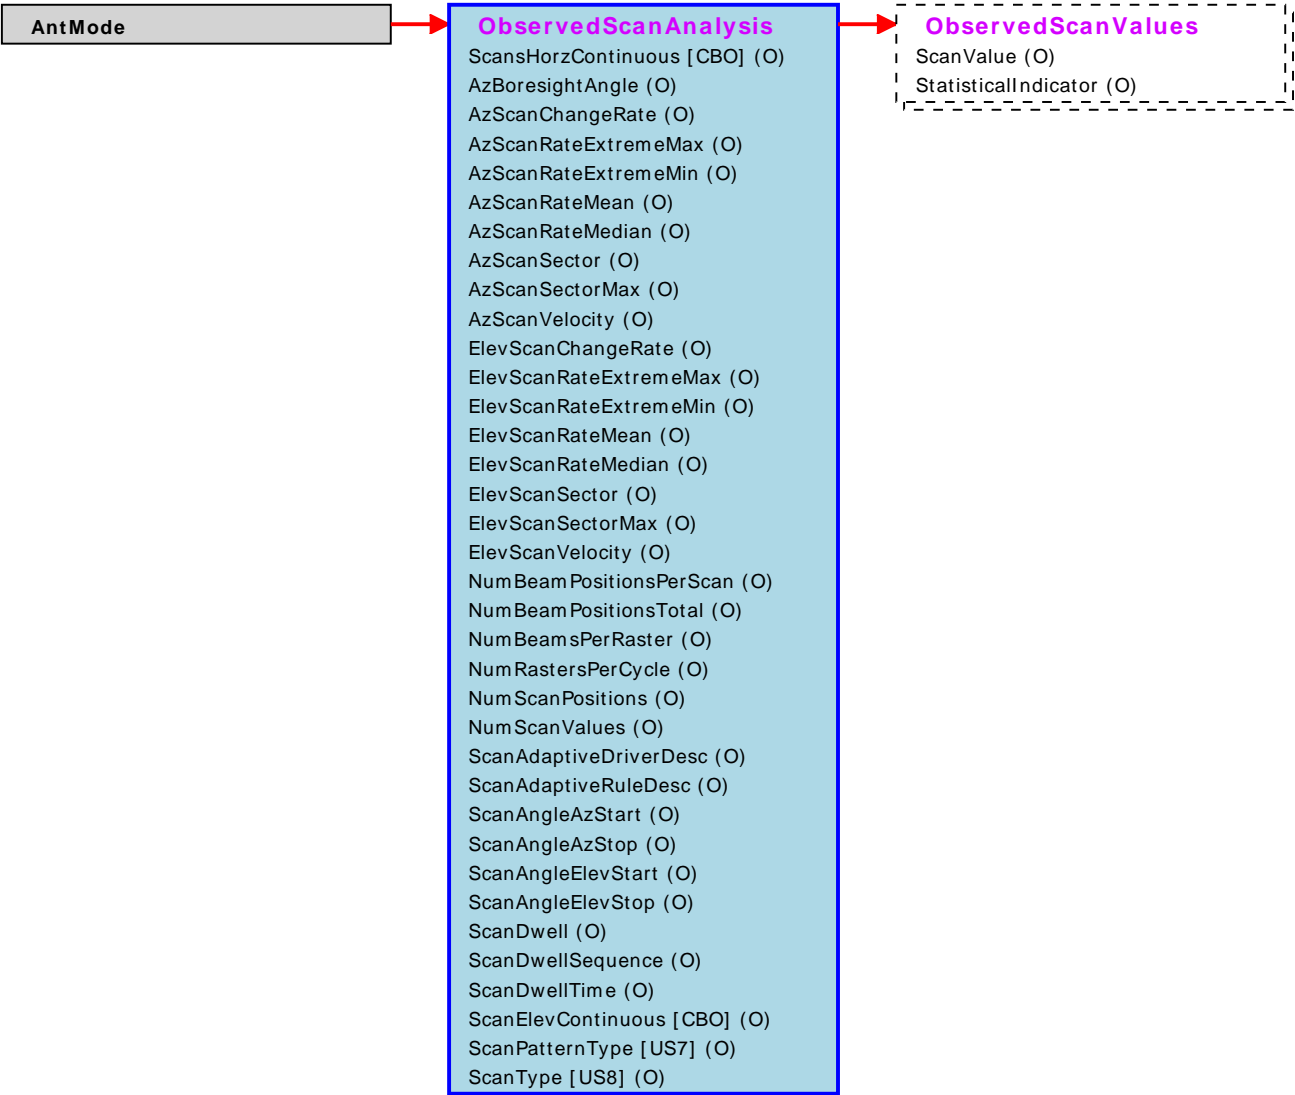 AntMode
ObservedScanAnalysis
ScansHorzContinuous [CBO] (O)
AzBoresightAngle (O)
AzScanChangeRate (O)
AzScanRateExtremeMax (O)
AzScanRateExtremeMin (O)
AzScanRateMean (O)
AzScanRateMedian (O)
AzScanSector (O)
AzScanSectorMax (O)
AzScanVelocity (O)
ElevScanChangeRate (O)
ElevScanRateExtremeMax (O)
ElevScanRateExtremeMin (O)
ElevScanRateMean (O)
ElevScanRateMedian (O)
ElevScanSector (O)
ElevScanSectorMax (O)
ElevScanVelocity (O)
NumBeamPositionsPerScan (O)
NumBeamPositionsTotal (O)
NumBeamsPerRaster (O)
NumRastersPerCycle (O)
NumScanPositions (O)
NumScanValues (O)
ScanAdaptiveDriverDesc (O)
ScanAdaptiveRuleDesc (O)
ScanAngleAzStart (O)
ScanAngleAzStop (O)
ScanAngleElevStart (O)
ScanAngleElevStop (O)
ScanDwell (O)
ScanDwellSequence (O)
ScanDwellTime (O)
ScanElevContinuous [CBO] (O)
ScanPatternType [US7] (O)
ScanType [US8] (O)
ObservedScanValues
ScanValue (O)
StatisticalIndicator (O)